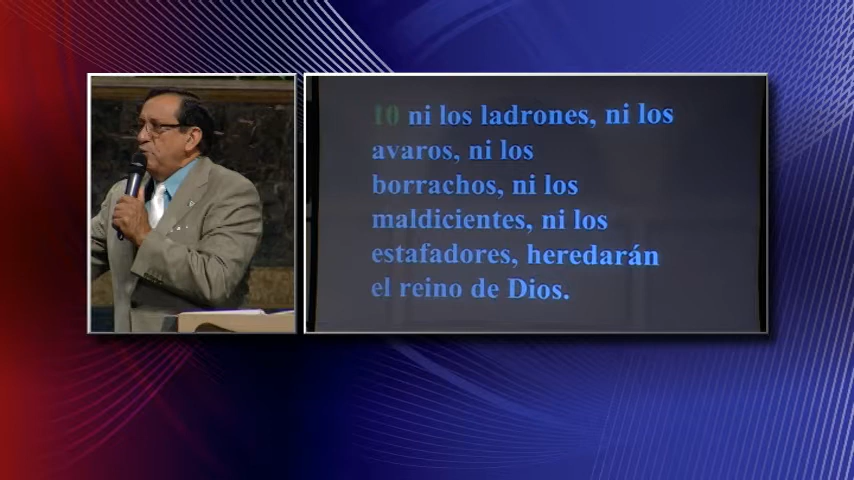 10 ni los ladrones, ni los
avaros, ni los
borrachos, ni los
maldicientes, ni los
estafadores, heredarán
el reino de Dios.